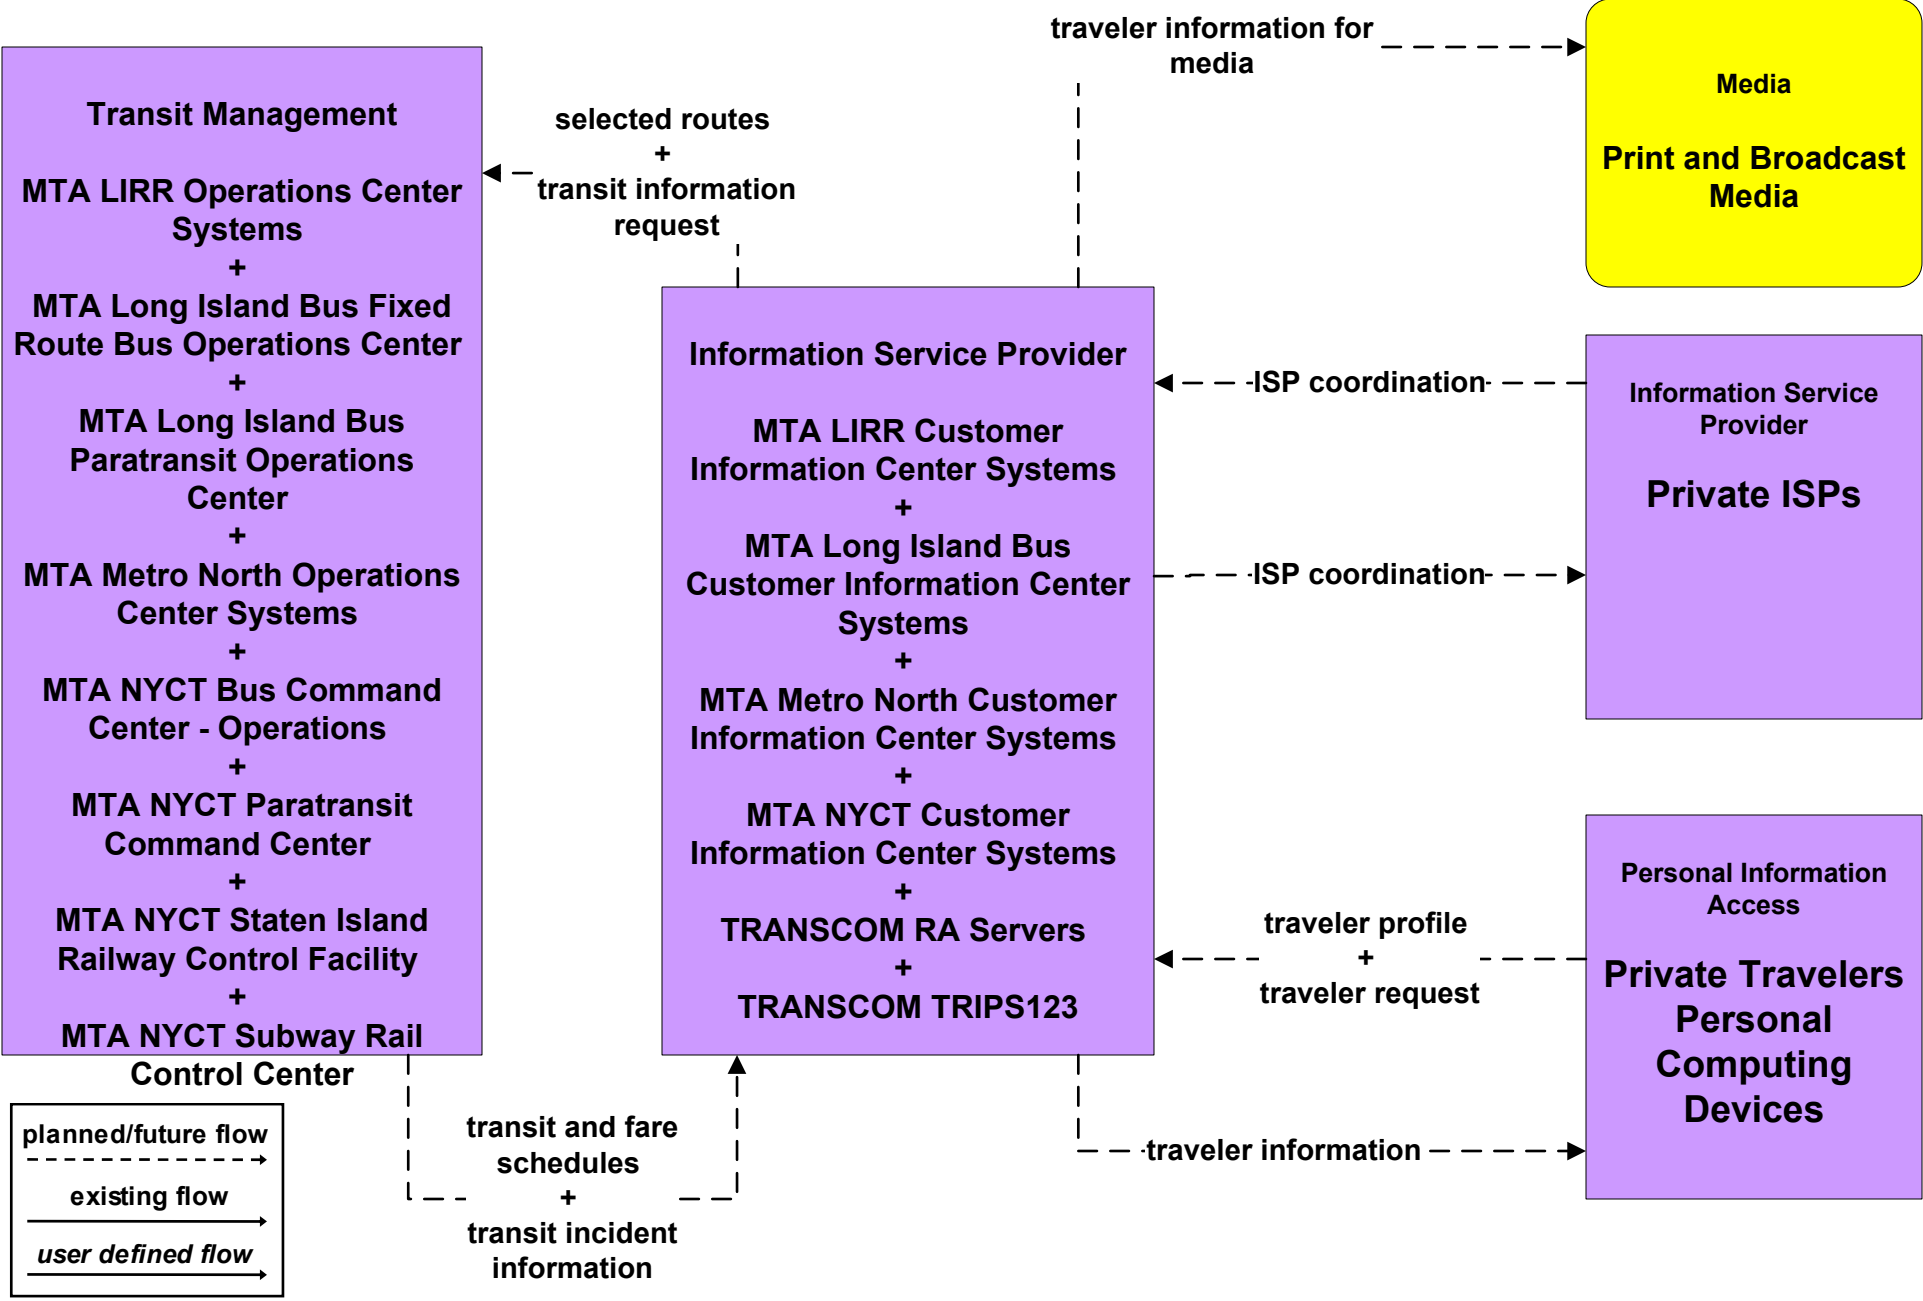 Transit Management
MTA LIRR Operations Center
Systems
+
MTA Long Island Bus Fixed
Route Bus Operations Center
+
MTA Long Island Bus
Paratransit Operations
Center
+
MTA Metro North Operations
Center Systems
+
MTA NYCT Bus Command
Center - Operations
+
MTA NYCT Paratransit
Command Center
+
MTA NYCT Staten Island
Railway Control Facility
+
MTA NYCT Subway Rail
Control Center
planned/future flow
existing flow
user defined flow
selected routes
+
transit information
request
transit and fare
schedules
+
transit incident
information
Information Service Provider
MTA LIRR Customer
Information Center Systems
+
MTA Long Island Bus
Customer Information Center
Systems
+
MTA Metro North Customer
Information Center Systems
+
MTA NYCT Customer
Information Center Systems
+
TRANSCOM RA Servers
+
TRANSCOM TRIPS123
traveler information for
media
ISP coordination
ISP coordination
traveler profile
+
traveler request
traveler information
Media
Print and Broadcast
Media
Information Service
Provider
Private ISPs
Personal Information
Access
Private Travelers
Personal
Computing
Devices